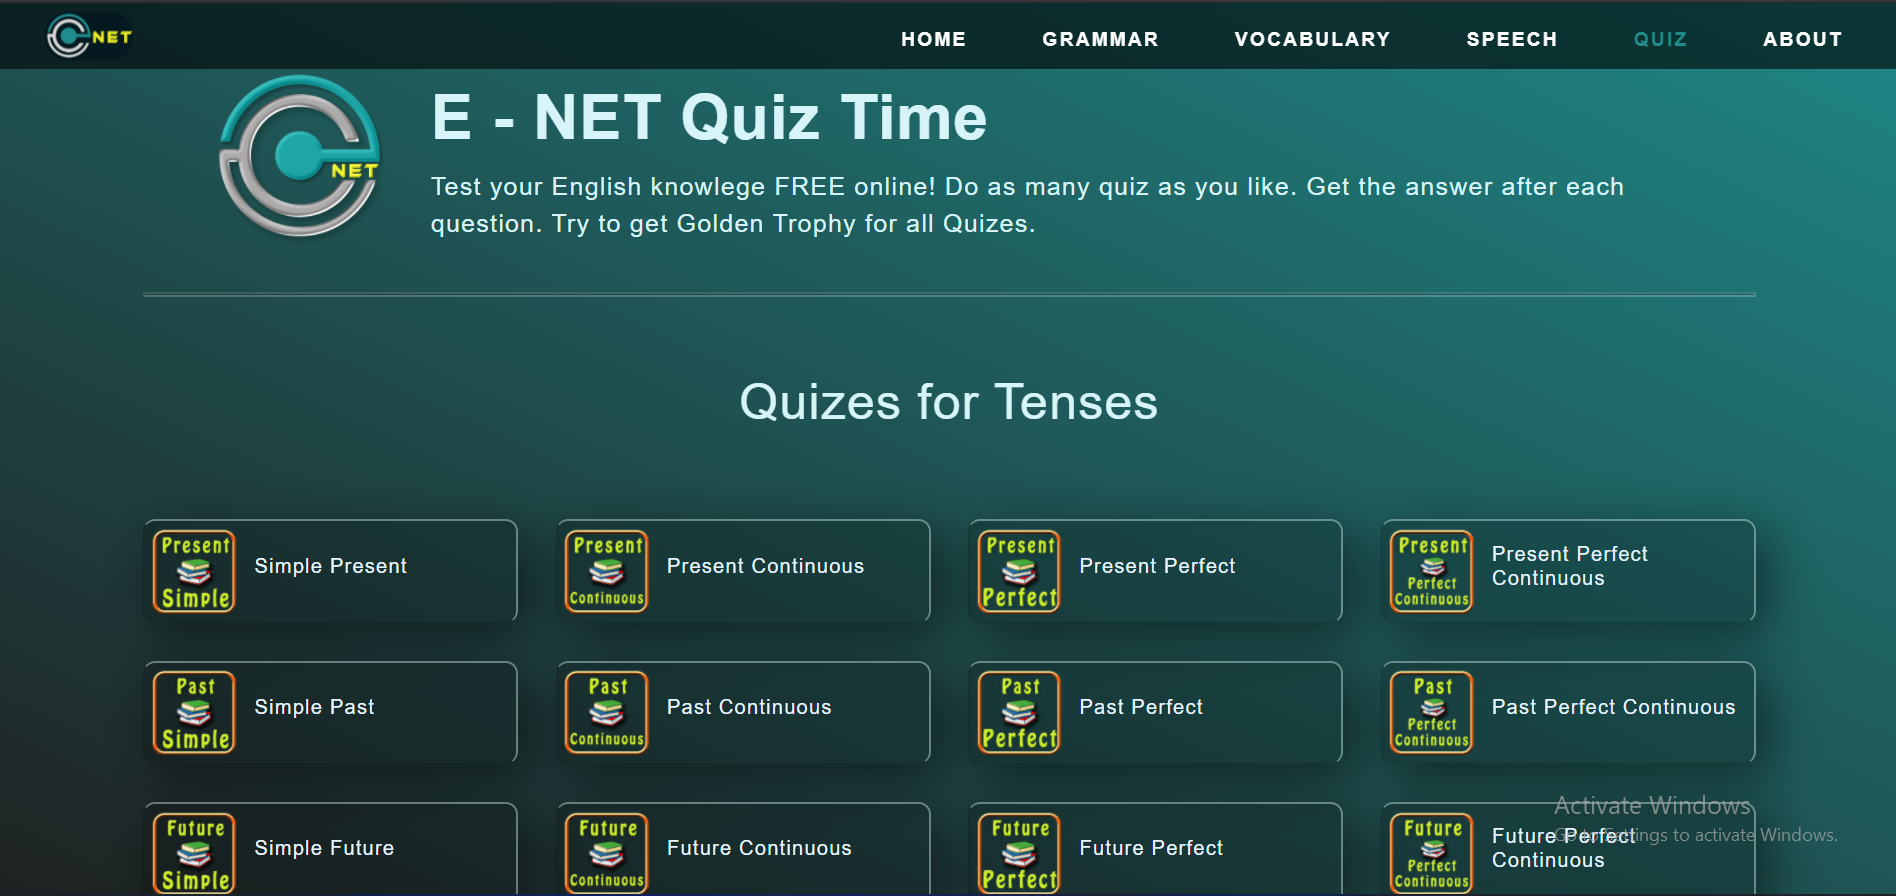 NET
HOME GRAMMAR VOCABULARY SPEECH QUIZ ABOUT
NET
E - NET Quiz Time
Test your English knowlege FREE online! Do as many quiz as you like. Get the answer after each
question. Try to get Golden Trophy for all Quizes.
Quizes for Tenses
Present
Simple
Simple Present
Present
Continuous
Present Continuous
Present
Perfect
Present Perfect
Present
Perfect
Continuous
Present Perfect
Continuous
Past
Simple
Simple Past
Past
Continuous
Past Continuous
Past
Perfect
Past Perfect
Past
Perfect
Continuous
Past Perfect Continuous
Future
Simple
Simple Future
Future
Continuous
Future Continuous
Future
Perfect
Future Perfect
Future
Perfect
Continuous
Future Perfect
Continuous
Activate Windows
Go to Settings to activate Windows.